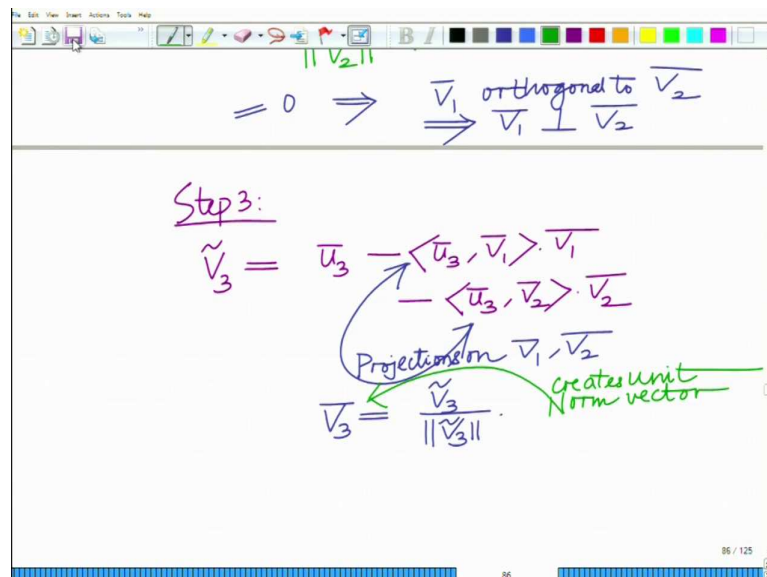 File Edit View Insert Actions Tools Help
B I
||Ṽ₂||
= 0 ⇒ V̄₁ orthogonal to V̄₂
⇒ V̄₁ ⊥ V̄₂
Step 3:
Ṽ₃ = ū₃ − <ū₃, V̄₁>. V̄₁
− <ū₃, V̄₂>. V̄₂
Projections on V̄₁, V̄₂
creates unit
Norm vector
V̄₃ = Ṽ₃ / ||Ṽ₃|| .
86 / 125
86